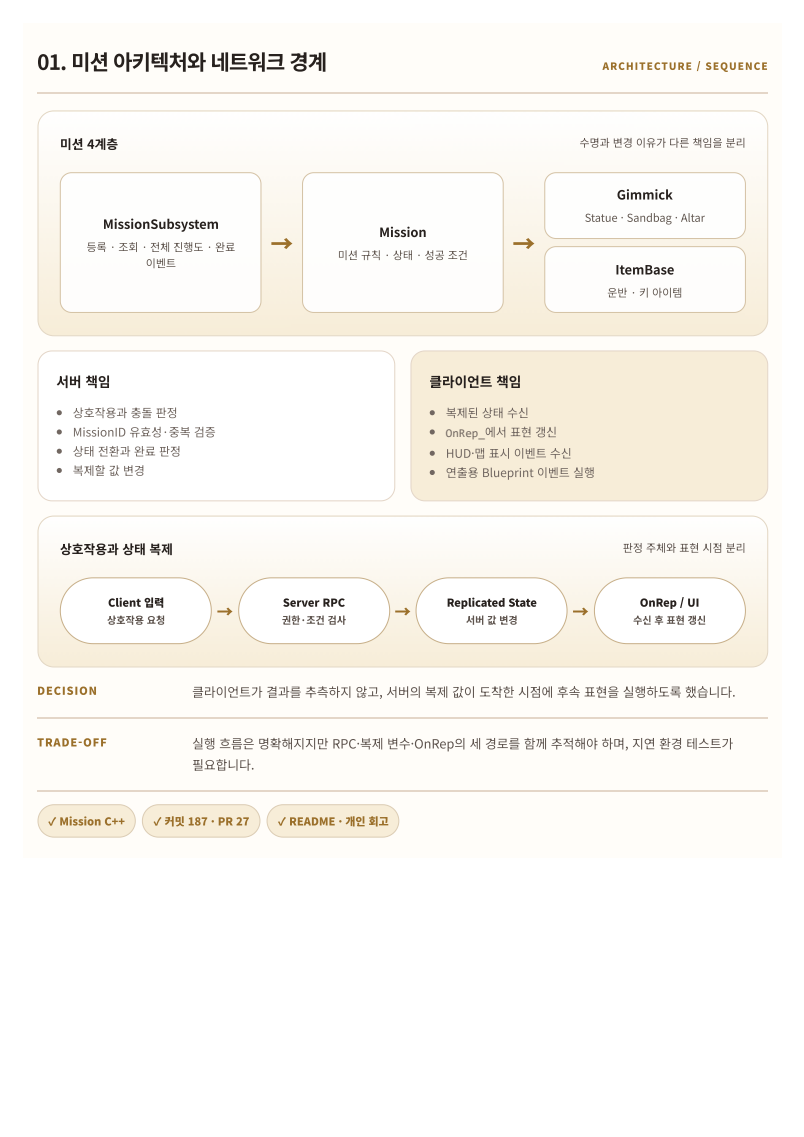 01. 미션 아키텍처와 네트워크 경계
ARCHITECTURE / SEQUENCE
미션 4계층
수명과 변경 이유가 다른 책임을 분리
MissionSubsystem
등록 · 조회 · 전체 진행도 · 완료
이벤트
→
Mission
미션 규칙 · 상태 · 성공 조건
→
Gimmick
Statue · Sandbag · Altar
ItemBase
운반 · 키 아이템
서버 책임
• 상호작용과 충돌 판정
• MissionID 유효성·중복 검증
• 상태 전환과 완료 판정
• 복제할 값 변경
클라이언트 책임
• 복제된 상태 수신
• OnRep_에서 표현 갱신
• HUD·맵 표시 이벤트 수신
• 연출용 Blueprint 이벤트 실행
상호작용과 상태 복제
판정 주체와 표현 시점 분리
Client 입력
상호작용 요청
→
Server RPC
권한·조건 검사
→
Replicated State
서버 값 변경
→
OnRep / UI
수신 후 표현 갱신
DECISION
클라이언트가 결과를 추측하지 않고, 서버의 복제 값이 도착한 시점에 후속 표현을 실행하도록 했습니다.
TRADE-OFF
실행 흐름은 명확해지지만 RPC·복제 변수·OnRep의 세 경로를 함께 추적해야 하며, 지연 환경 테스트가
필요합니다.
✓ Mission C++
✓ 커밋 187 · PR 27
✓ README · 개인 회고